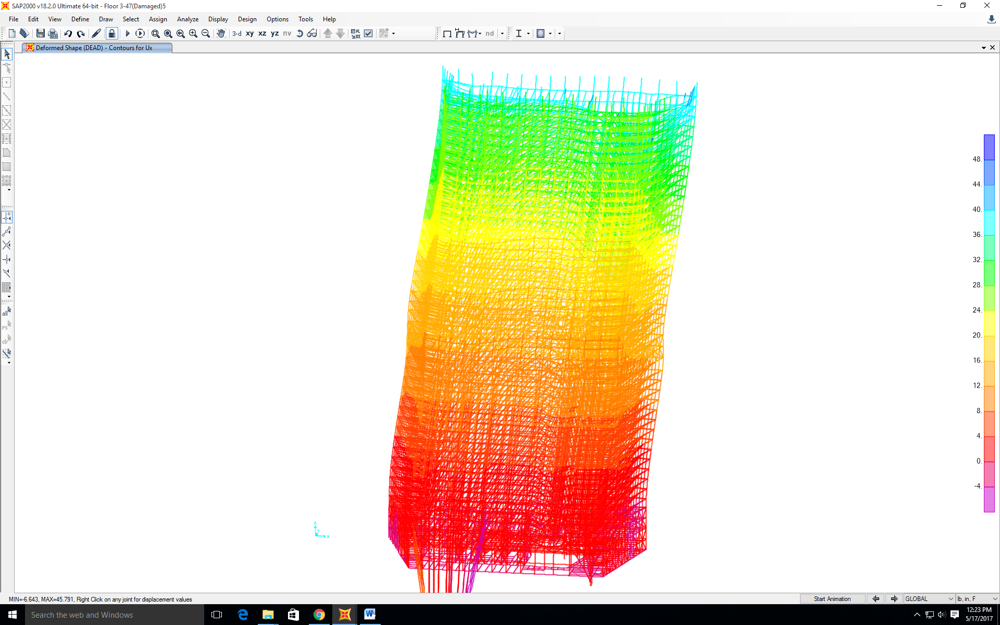 SAP2000 v18.2.0 Ultimate 64-bit - Floor 3-47(Damaged)5
File Edit View Define Draw Select Assign Analyze Display Design Options Tools Help
3-d xy xz yz nv nd
Deformed Shape (DEAD) - Contours for Ux
48.
44.
40.
36.
32.
28.
24.
20.
16.
12.
8.
4.
0.
-4.
all
ps
clr
Z
Y
X
MIN=-6.643, MAX=45.791, Right Click on any joint for displacement values
Start Animation
GLOBAL
lb, in, F
Search the web and Windows
12:23 PM
5/17/2017